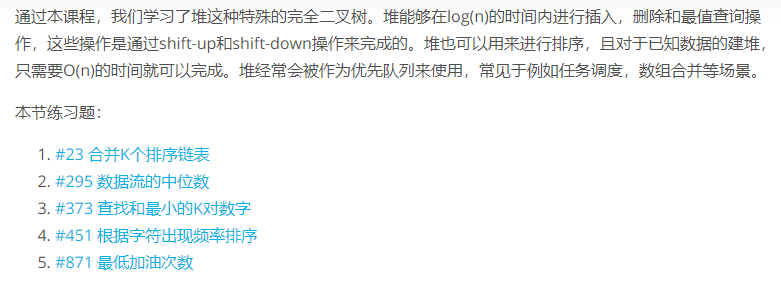 通过本课程，我们学习了堆这种特殊的完全二叉树。堆能够在log(n)的时间内进行插入，删除和最值查询操
作，这些操作是通过shift-up和shift-down操作来完成的。堆也可以用来进行排序，且对于已知数据的建堆，
只需要O(n)的时间就可以完成。堆经常会被作为优先队列来使用，常见于例如任务调度，数组合并等场景。
本节练习题：
1. #23 合并K个排序链表
2. #295 数据流的中位数
3. #373 查找和最小的K对数字
4. #451 根据字符出现频率排序
5. #871 最低加油次数